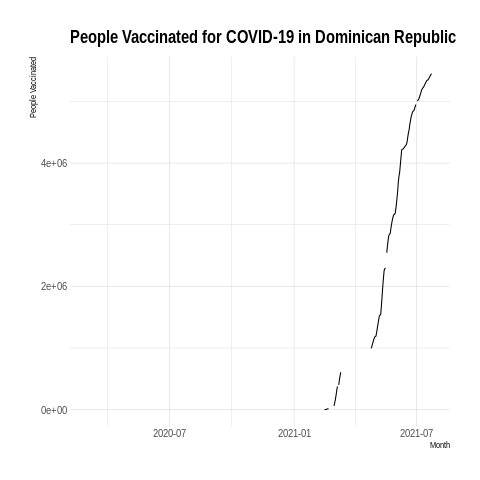 People Vaccinated for COVID-19 in Dominican Republic
People Vaccinated
4e+06
2e+06
0e+00
2020-07 2021-01 2021-07
Month